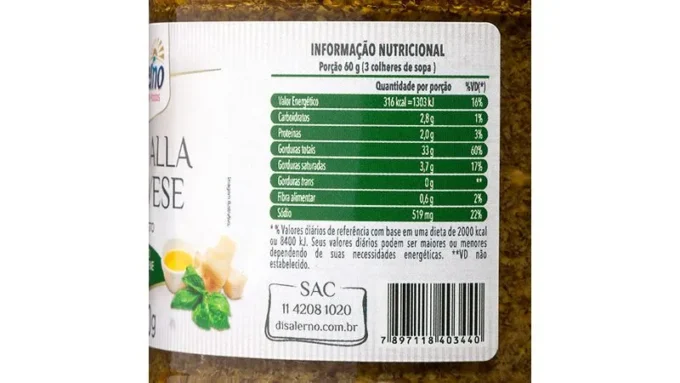 INFORMAÇÃO NUTRICIONAL
Porção 60 g (3 colheres de sopa)
Quantidade por porção %VD(*)
Valor Energético 316 kcal =1303 kJ 16%
Carboidratos 2,8 g 1%
Proteínas 2,0 g 3%
Gorduras totais 33 g 60%
Gorduras saturadas 3,7 g 17%
Gorduras trans 0 g **
Fibra alimentar 0,6 g 2%
Sódio 519 mg 22%
* % Valores diários de referência com base em uma dieta de 2000 kcal
ou 8400 kJ. Seus valores diários podem ser maiores ou menores
dependendo de suas necessidades energéticas. **VD não
estabelecido.
SAC
11 4208 1020
disalerno.com.br
7 897118 403440
ALLA
VESE
Imagem Ilustrativa